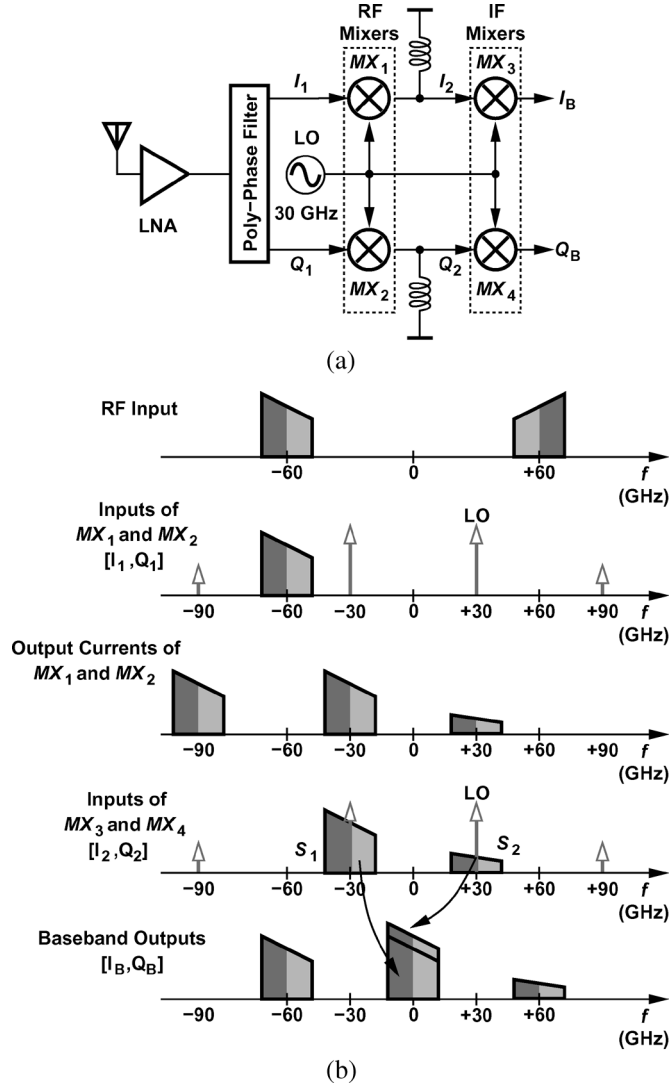 RF
Mixers
IF
Mixers
MX1
MX3
I1
I2
IB
Poly−Phase Filter
LO
LNA
30 GHz
Q1
Q2
QB
MX2
MX4
(a)
RF Input
−60 0 +60 f
(GHz)
Inputs of
MX1 and MX2
[I1,Q1]
LO
−90 −60 −30 0 +30 +60 +90 f
(GHz)
Output Currents of
MX1 and MX2
−90 −60 −30 0 +30 +60 +90 f
(GHz)
Inputs of
MX3 and MX4
[I2,Q2]
LO
S1
S2
−90 −60 −30 0 +30 +60 +90 f
(GHz)
Baseband Outputs
[IB,QB]
−90 −60 −30 0 +30 +60 +90 f
(GHz)
(b)